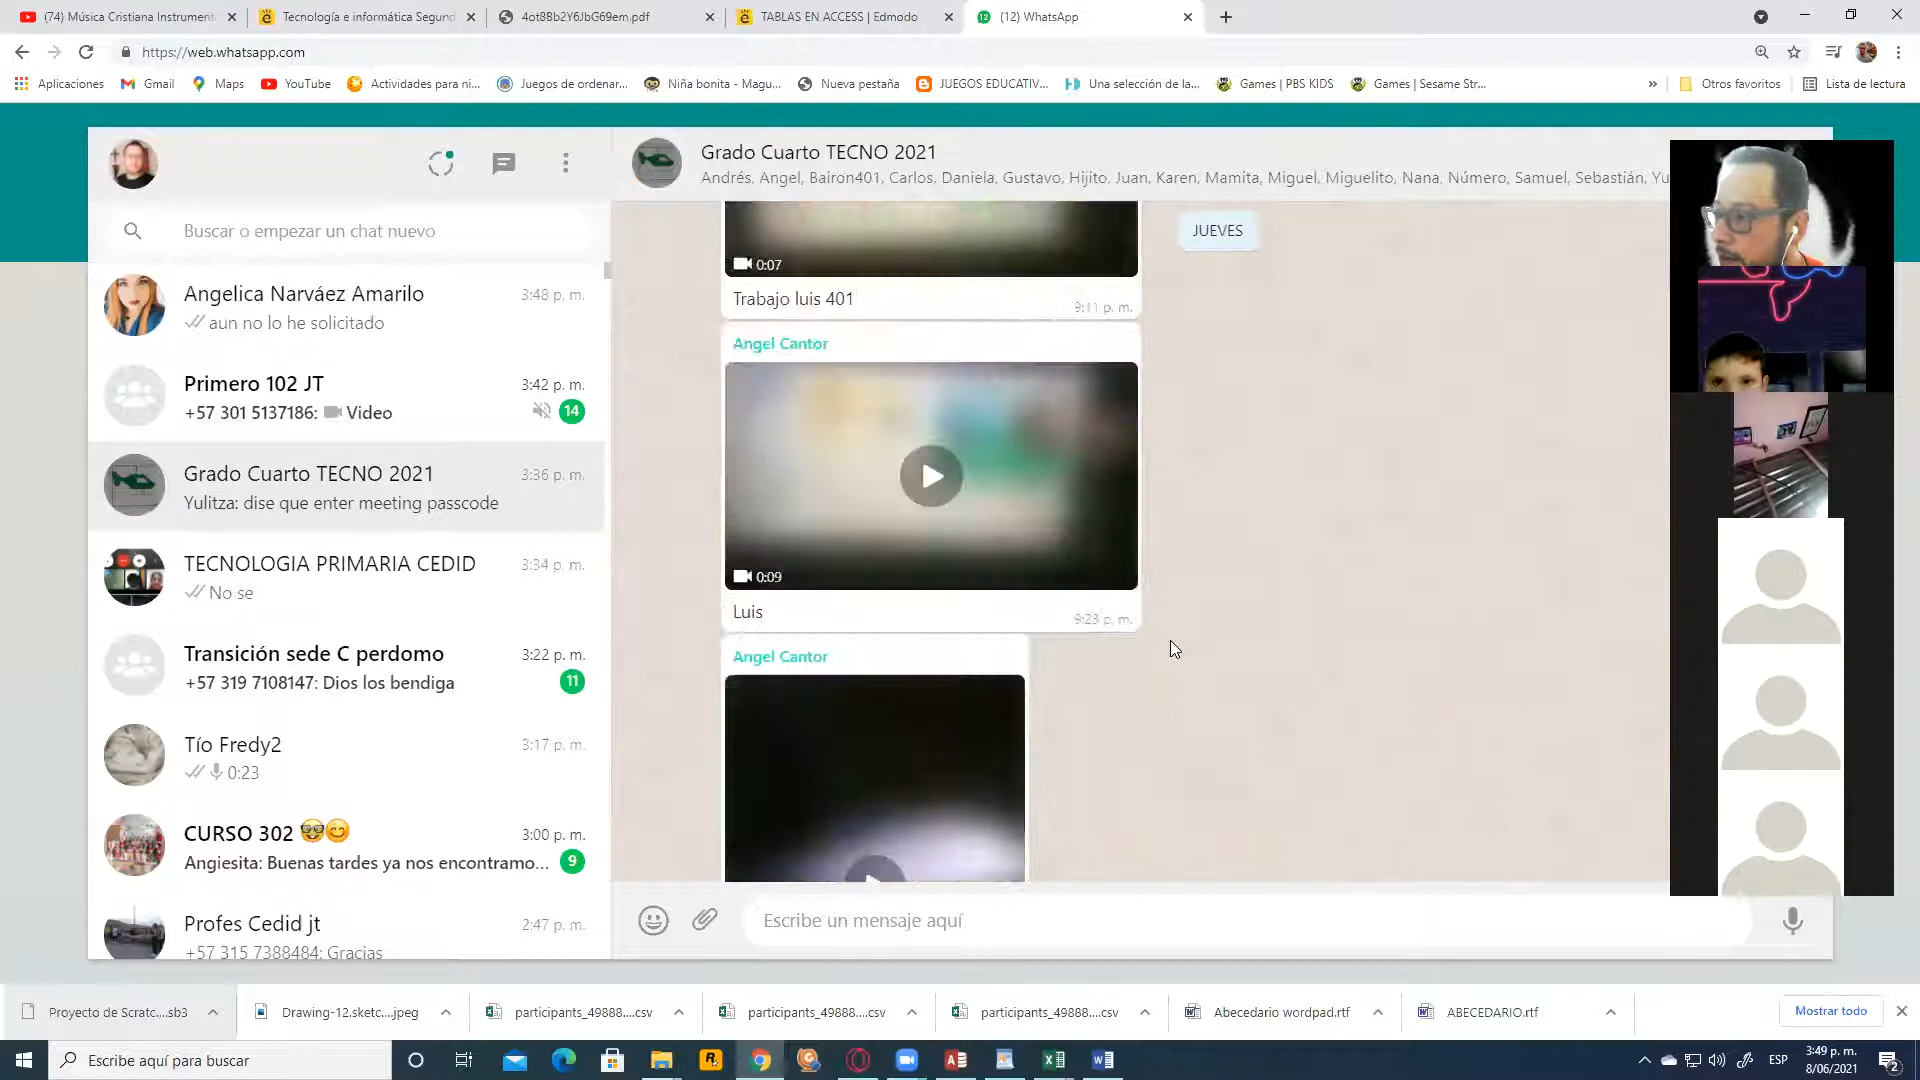 (74) Música Cristiana Instrument
Tecnología e informática Segund
4ot8Bb2Y6JbG69em.pdf
TABLAS EN ACCESS | Edmodo
(12) WhatsApp
https://web.whatsapp.com
Aplicaciones
Gmail
Maps
YouTube
Actividades para ni...
Juegos de ordenar...
Niña bonita - Magu...
Nueva pestaña
JUEGOS EDUCATIV...
Una selección de la...
Games | PBS KIDS
Games | Sesame Str...
»
Otros favoritos
Lista de lectura
Buscar o empezar un chat nuevo
Angelica Narváez Amarilo 3:48 p. m.
aun no lo he solicitado
Primero 102 JT 3:42 p. m.
+57 301 5137186: Video 14
Grado Cuarto TECNO 2021 3:36 p. m.
Yulitza: dise que enter meeting passcode
TECNOLOGIA PRIMARIA CEDID 3:34 p. m.
No se
Transición sede C perdomo 3:22 p. m.
+57 319 7108147: Dios los bendiga 11
Tío Fredy2 3:17 p. m.
0:23
CURSO 302 🤓😊 3:00 p. m.
Angiesita: Buenas tardes ya nos encontramo... 9
Profes Cedid jt 2:47 p. m.
+57 315 7388484: Gracias
Grado Cuarto TECNO 2021
Andrés, Angel, Bairon401, Carlos, Daniela, Gustavo, Hijito, Juan, Karen, Mamita, Miguel, Miguelito, Nana, Número, Samuel, Sebastián, Yu
JUEVES
0:07
Trabajo luis 401
9:11 p. m.
Angel Cantor
0:09
Luis
9:23 p. m.
Angel Cantor
Escribe un mensaje aquí
Proyecto de Scratc....sb3
Drawing-12.sketc....jpeg
participants_49888....csv
participants_49888....csv
participants_49888....csv
Abecedario wordpad.rtf
ABECEDARIO.rtf
Mostrar todo
Escribe aquí para buscar
ESP
3:49 p. m.
8/06/2021
2